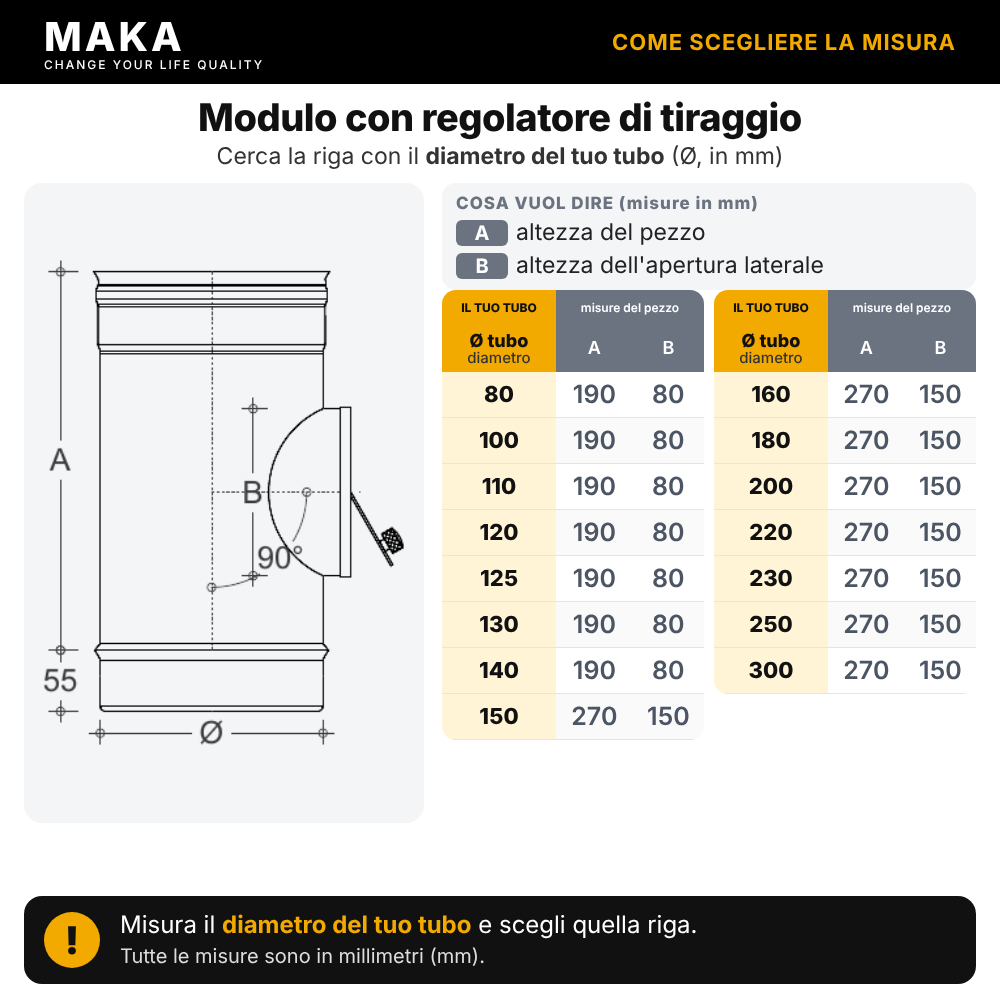 MAKA
CHANGE YOUR LIFE QUALITY
COME SCEGLIERE LA MISURA
Modulo con regolatore di tiraggio
Cerca la riga con il diametro del tuo tubo (Ø, in mm)
A
B
90°
55
Ø
COSA VUOL DIRE (misure in mm)
A altezza del pezzo
B altezza dell'apertura laterale
IL TUO TUBO misure del pezzo
Ø tubo diametro A B
80 190 80
100 190 80
110 190 80
120 190 80
125 190 80
130 190 80
140 190 80
150 270 150
IL TUO TUBO misure del pezzo
Ø tubo diametro A B
160 270 150
180 270 150
200 270 150
220 270 150
230 270 150
250 270 150
300 270 150
! Misura il diametro del tuo tubo e scegli quella riga.
Tutte le misure sono in millimetri (mm).